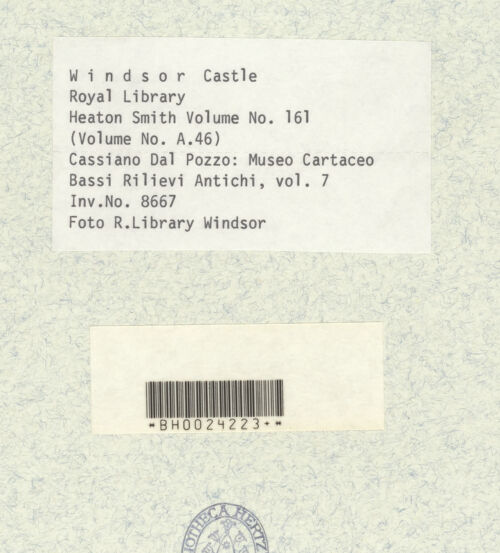 W i n d s o r Castle
Royal Library
Heaton Smith Volume No. 161
(Volume No. A.46)
Cassiano Dal Pozzo: Museo Cartaceo
Bassi Rilievi Antichi, vol. 7
Inv.No. 8667
Foto R.Library Windsor
*BH0024223+*